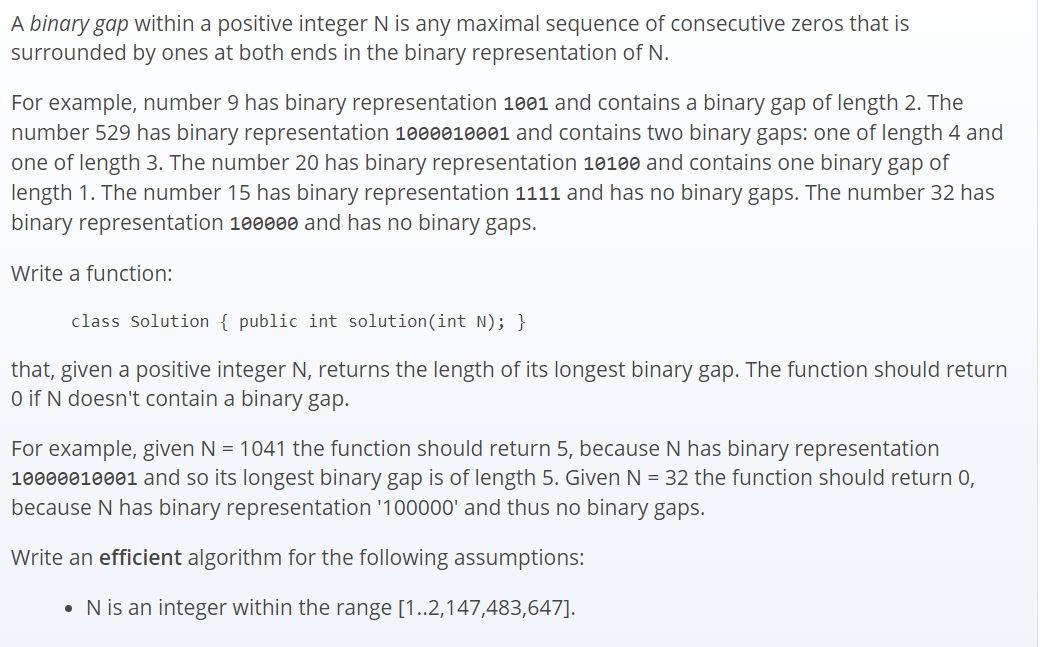 A binary gap within a positive integer N is any maximal sequence of consecutive zeros that is
surrounded by ones at both ends in the binary representation of N.
For example, number 9 has binary representation 1001 and contains a binary gap of length 2. The
number 529 has binary representation 1000010001 and contains two binary gaps: one of length 4 and
one of length 3. The number 20 has binary representation 10100 and contains one binary gap of
length 1. The number 15 has binary representation 1111 and has no binary gaps. The number 32 has
binary representation 100000 and has no binary gaps.
Write a function:
class Solution { public int solution(int N); }
that, given a positive integer N, returns the length of its longest binary gap. The function should return
0 if N doesn't contain a binary gap.
For example, given N = 1041 the function should return 5, because N has binary representation
10000010001 and so its longest binary gap is of length 5. Given N = 32 the function should return 0,
because N has binary representation '100000' and thus no binary gaps.
Write an efficient algorithm for the following assumptions:
• N is an integer within the range [1..2,147,483,647].